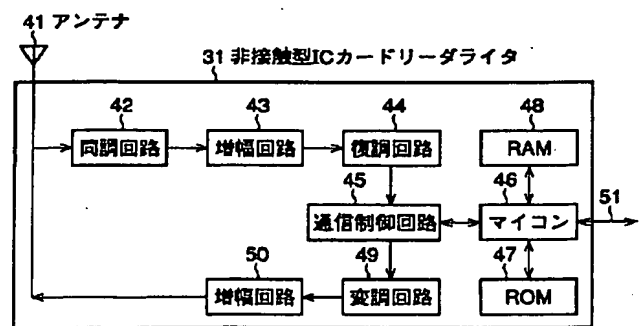 41 アンテナ
31 非接触型ICカードリーダライタ
42 43 44 48
同調回路 増幅回路 復調回路 RAM
45 46 51
通信制御回路 マイコン
50 49 47
増幅回路 変調回路 ROM